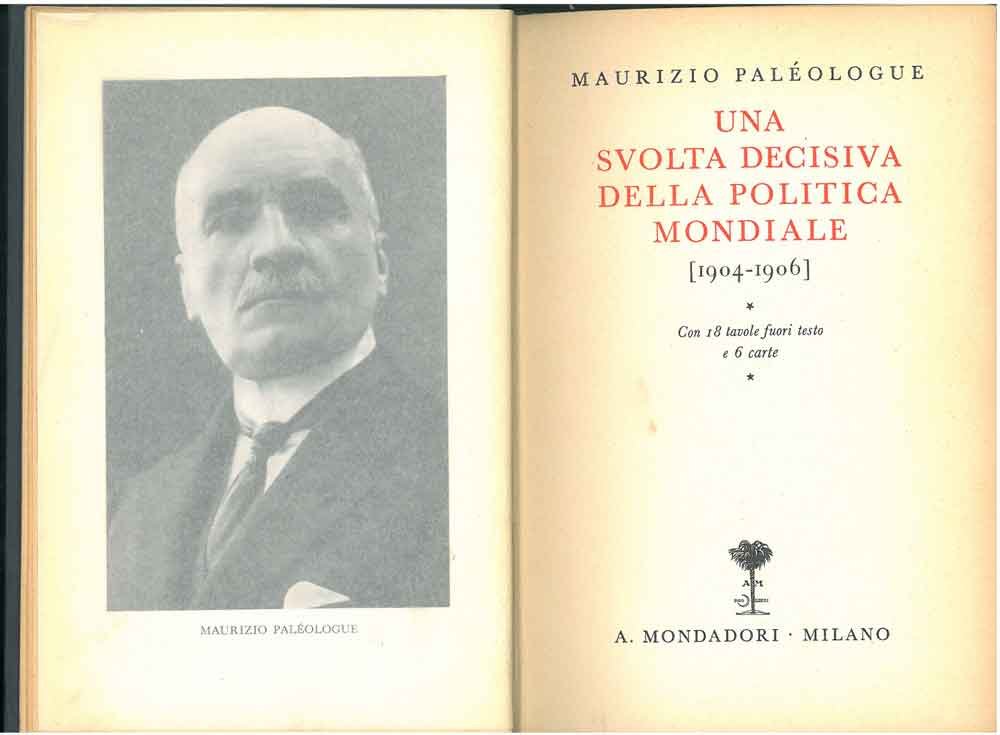 MAURIZIO PALÉOLOGUE
MAURIZIO PALÉOLOGUE
UNA
SVOLTA DECISIVA
DELLA POLITICA
MONDIALE
[1904-1906]
*
Con 18 tavole fuori testo
e 6 carte
*
A M
A. MONDADORI · MILANO